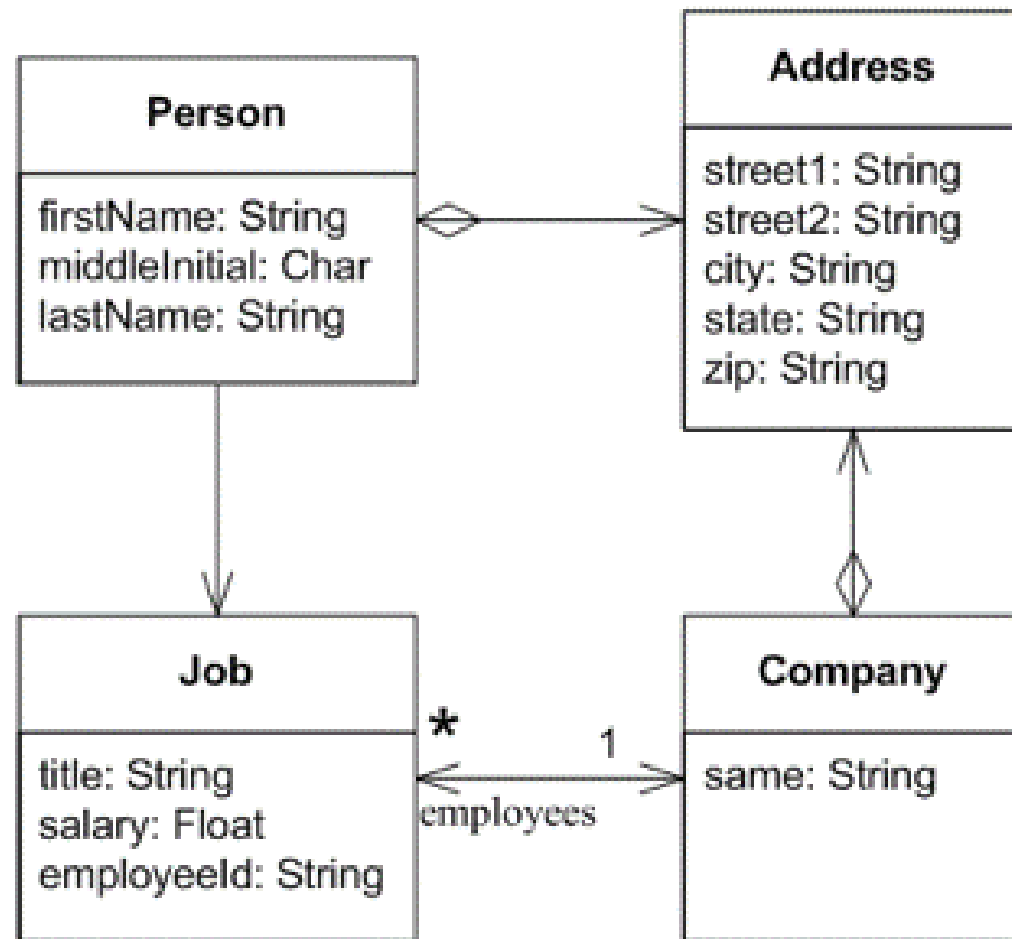 Person
firstName: String
middleInitial: Char
lastName: String
Address
street1: String
street2: String
city: String
state: String
zip: String
Job
title: String
salary: Float
employeeId: String
*
1
employees
Company
same: String